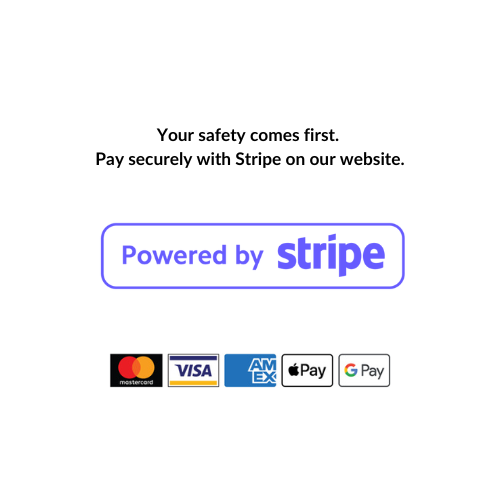 Your safety comes first.
Pay securely with Stripe on our website.
Powered by stripe
mastercard VISA AM EX Pay G Pay